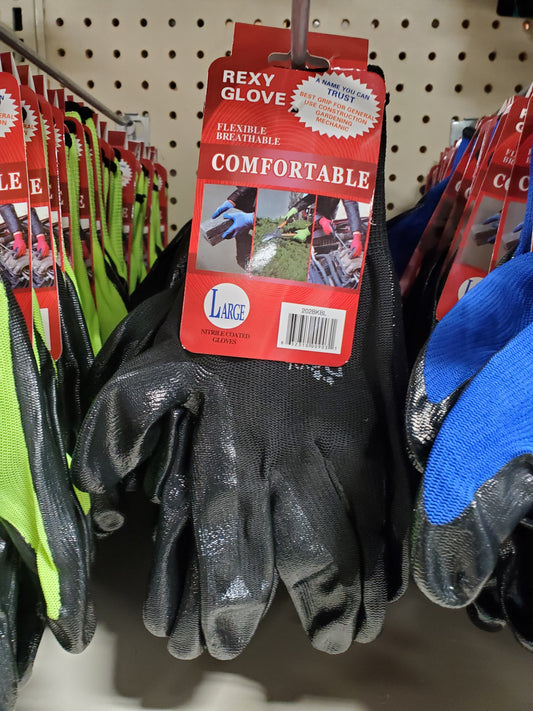 REXY
GLOVE
A NAME YOU CAN
TRUST
BEST GRIP FOR GENERAL
USE CONSTRUCTION
GARDENING
MECHANIC
FLEXIBLE
BREATHABLE
COMFORTABLE
LARGE
NITRILE COATED
GLOVES
202BKBL